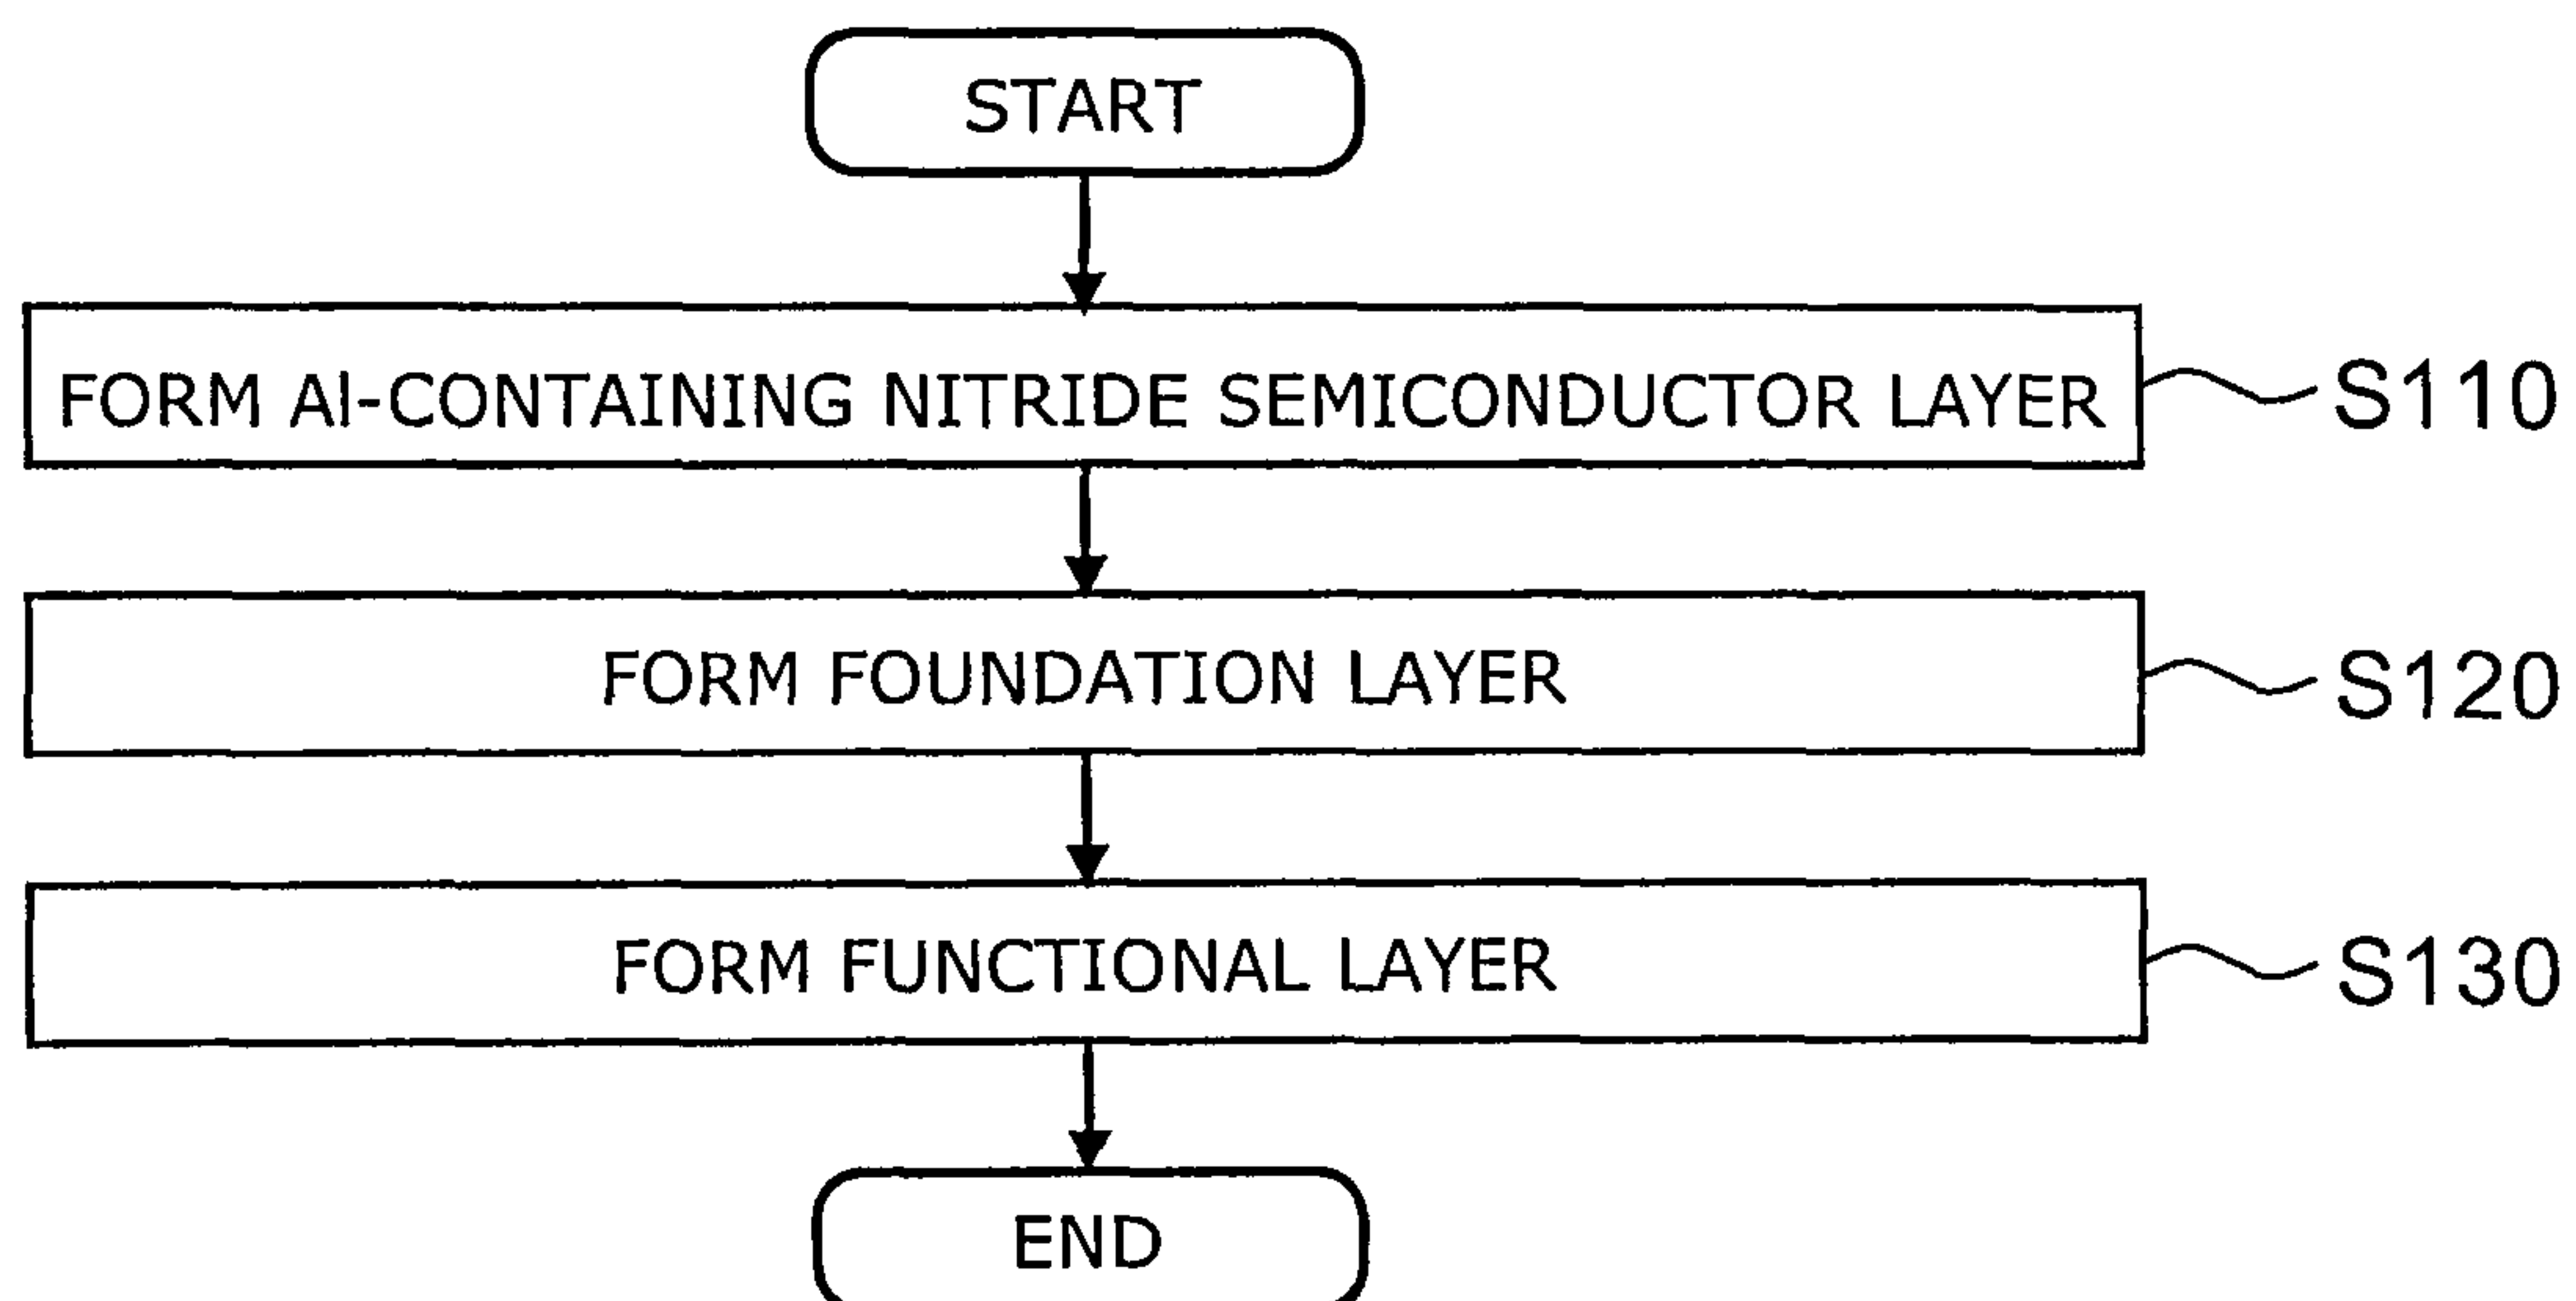 START
FORM Al-CONTAINING NITRIDE SEMICONDUCTOR LAYER
S110
FORM FOUNDATION LAYER
S120
FORM FUNCTIONAL LAYER
S130
END